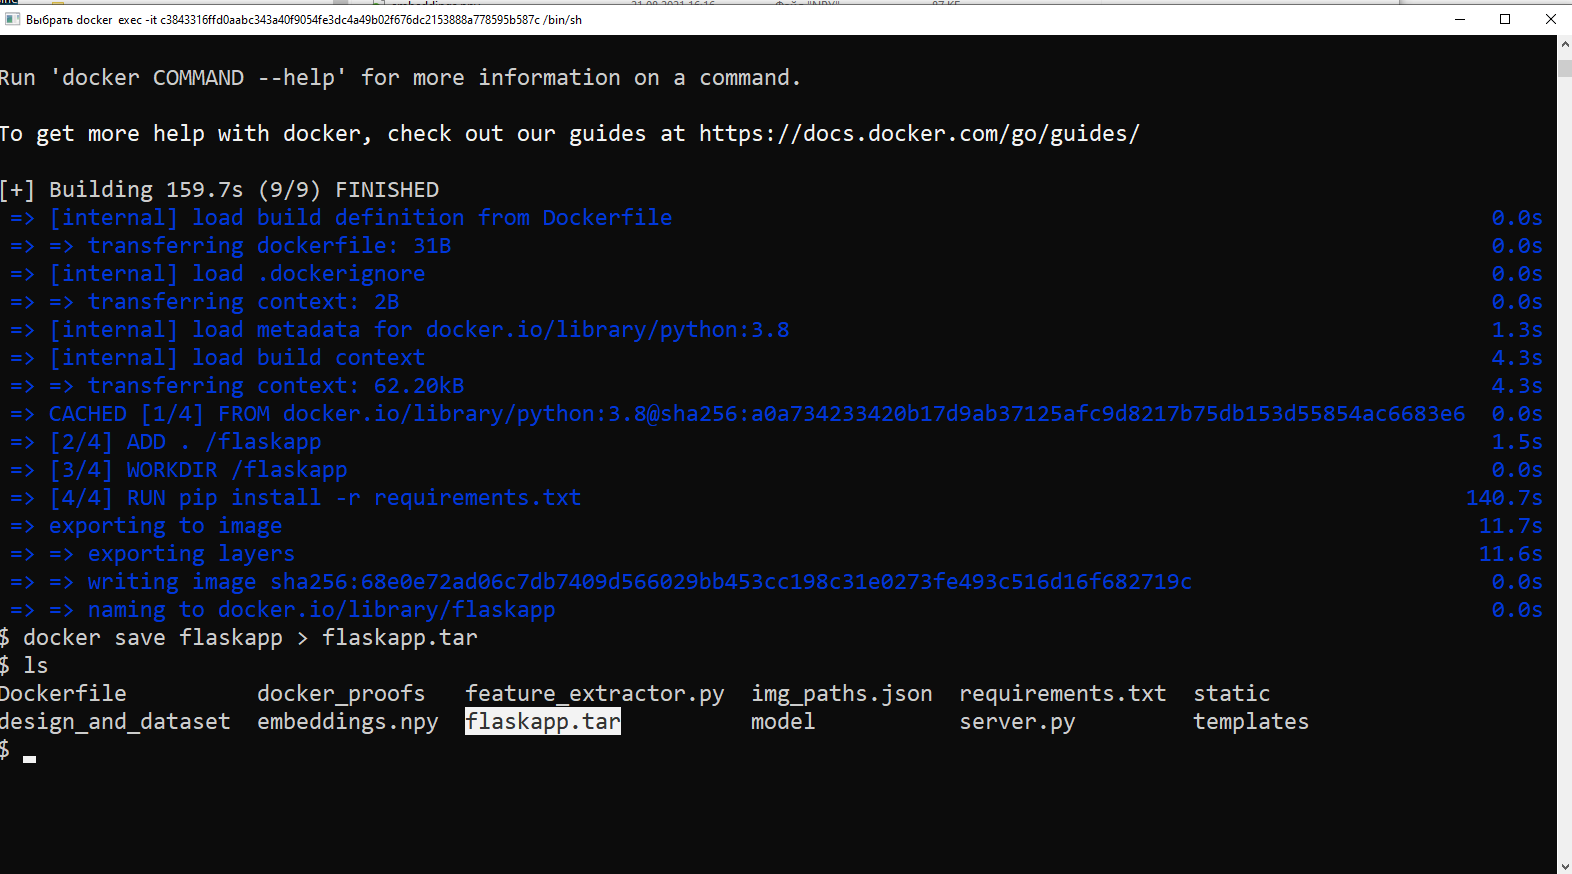 Выбрать docker exec -it c3843316ffd0aabc343a40f9054fe3dc4a49b02f676dc2153888a778595b587c /bin/sh
Run 'docker COMMAND --help' for more information on a command.
To get more help with docker, check out our guides at https://docs.docker.com/go/guides/
[+] Building 159.7s (9/9) FINISHED
=> [internal] load build definition from Dockerfile 0.0s
=> => transferring dockerfile: 31B 0.0s
=> [internal] load .dockerignore 0.0s
=> => transferring context: 2B 0.0s
=> [internal] load metadata for docker.io/library/python:3.8 1.3s
=> [internal] load build context 4.3s
=> => transferring context: 62.20kB 4.3s
=> CACHED [1/4] FROM docker.io/library/python:3.8@sha256:a0a734233420b17d9ab37125afc9d8217b75db153d55854ac6683e6 0.0s
=> [2/4] ADD . /flaskapp 1.5s
=> [3/4] WORKDIR /flaskapp 0.0s
=> [4/4] RUN pip install -r requirements.txt 140.7s
=> exporting to image 11.7s
=> => exporting layers 11.6s
=> => writing image sha256:68e0e72ad06c7db7409d566029bb453cc198c31e0273fe493c516d16f682719c 0.0s
=> => naming to docker.io/library/flaskapp 0.0s
$ docker save flaskapp > flaskapp.tar
$ ls
Dockerfile docker_proofs feature_extractor.py img_paths.json requirements.txt static
design_and_dataset embeddings.npy flaskapp.tar model server.py templates
$